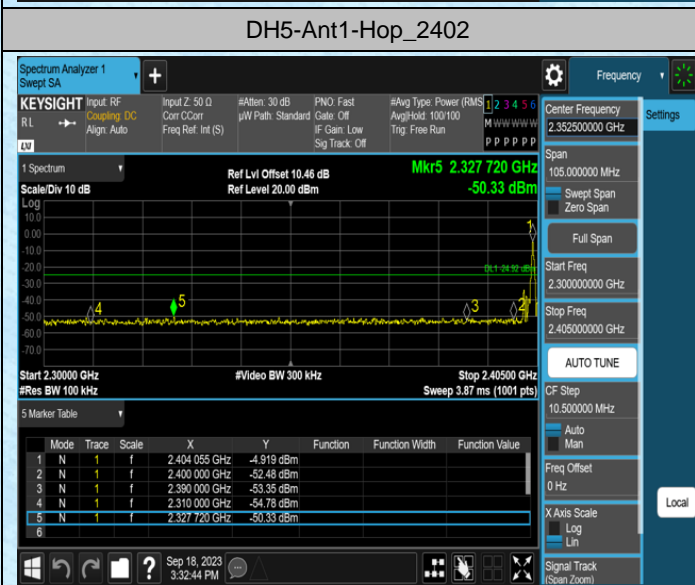 DH5-Ant1-Hop_2402
Spectrum Analyzer 1
Swept SA
Frequency
KEYSIGHT
RL
LXI
Input: RF
Coupling: DC
Align: Auto
Input Z: 50 Ω
Corr CCorr
Freq Ref: Int (S)
#Atten: 30 dB
µW Path: Standard
PNO: Fast
Gate: Off
IF Gain: Low
Sig Track: Off
#Avg Type: Power (RMS
Avg|Hold: 100/100
Trig: Free Run
1 2 3 4 5 6
M W W W W W
P P P P P P
1 Spectrum
Scale/Div 10 dB
Ref Lvl Offset 10.46 dB
Ref Level 20.00 dBm
Mkr5 2.327 720 GHz
-50.33 dBm
Log
10.0
0.00
-10.0
-20.0
-30.0
-40.0
-50.0
-60.0
-70.0
DL1 -24.92 dBm
1
2
3
4
5
Start 2.30000 GHz
#Video BW 300 kHz
Stop 2.40500 GHz
#Res BW 100 kHz
Sweep 3.87 ms (1001 pts)
5 Marker Table
Mode Trace Scale X Y Function Function Width Function Value
1 N 1 f 2.404 055 GHz -4.919 dBm
2 N 1 f 2.400 000 GHz -52.48 dBm
3 N 1 f 2.390 000 GHz -53.35 dBm
4 N 1 f 2.310 000 GHz -54.78 dBm
5 N 1 f 2.327 720 GHz -50.33 dBm
6
Sep 18, 2023
3:32:44 PM
Center Frequency
2.352500000 GHz
Span
105.000000 MHz
Swept Span
Zero Span
Full Span
Start Freq
2.300000000 GHz
Stop Freq
2.405000000 GHz
AUTO TUNE
CF Step
10.500000 MHz
Auto
Man
Freq Offset
0 Hz
X Axis Scale
Log
Lin
Signal Track
(Span Zoom)
Settings
Local